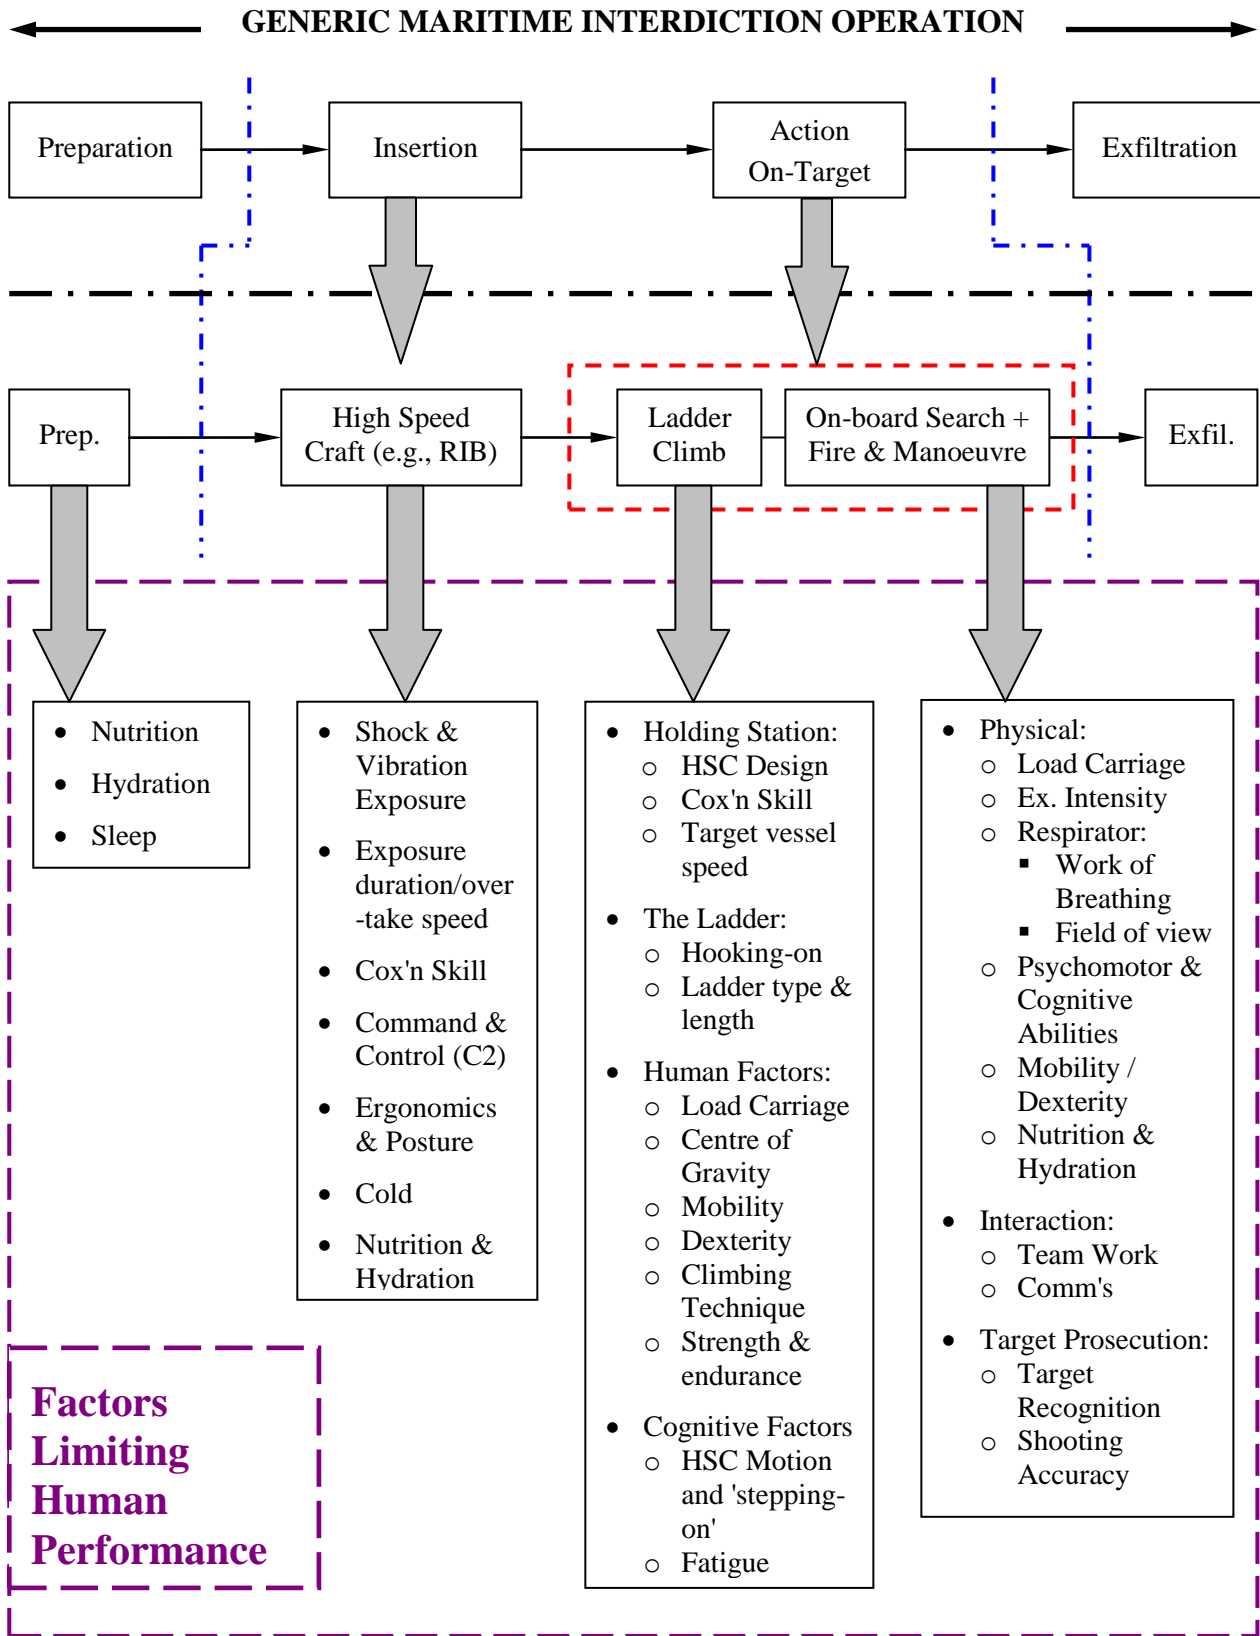 GENERIC MARITIME INTERDICTION OPERATION
Preparation
Insertion
Action
On-Target
Exfiltration
Prep.
High Speed
Craft (e.g., RIB)
Ladder
Climb
On-board Search +
Fire & Manoeuvre
Exfil.
• Nutrition
• Hydration
• Sleep
• Shock &
Vibration
Exposure
• Exposure
duration/over
-take speed
• Cox'n Skill
• Command &
Control (C2)
• Ergonomics
& Posture
• Cold
• Nutrition &
Hydration
• Holding Station:
o HSC Design
o Cox'n Skill
o Target vessel
speed
• The Ladder:
o Hooking-on
o Ladder type &
length
• Human Factors:
o Load Carriage
o Centre of
Gravity
o Mobility
o Dexterity
o Climbing
Technique
o Strength &
endurance
• Cognitive Factors
o HSC Motion
and 'stepping-
on'
o Fatigue
• Physical:
o Load Carriage
o Ex. Intensity
o Respirator:
▪ Work of
Breathing
▪ Field of view
o Psychomotor &
Cognitive
Abilities
o Mobility /
Dexterity
o Nutrition &
Hydration
• Interaction:
o Team Work
o Comm's
• Target Prosecution:
o Target
Recognition
o Shooting
Accuracy
Factors
Limiting
Human
Performance